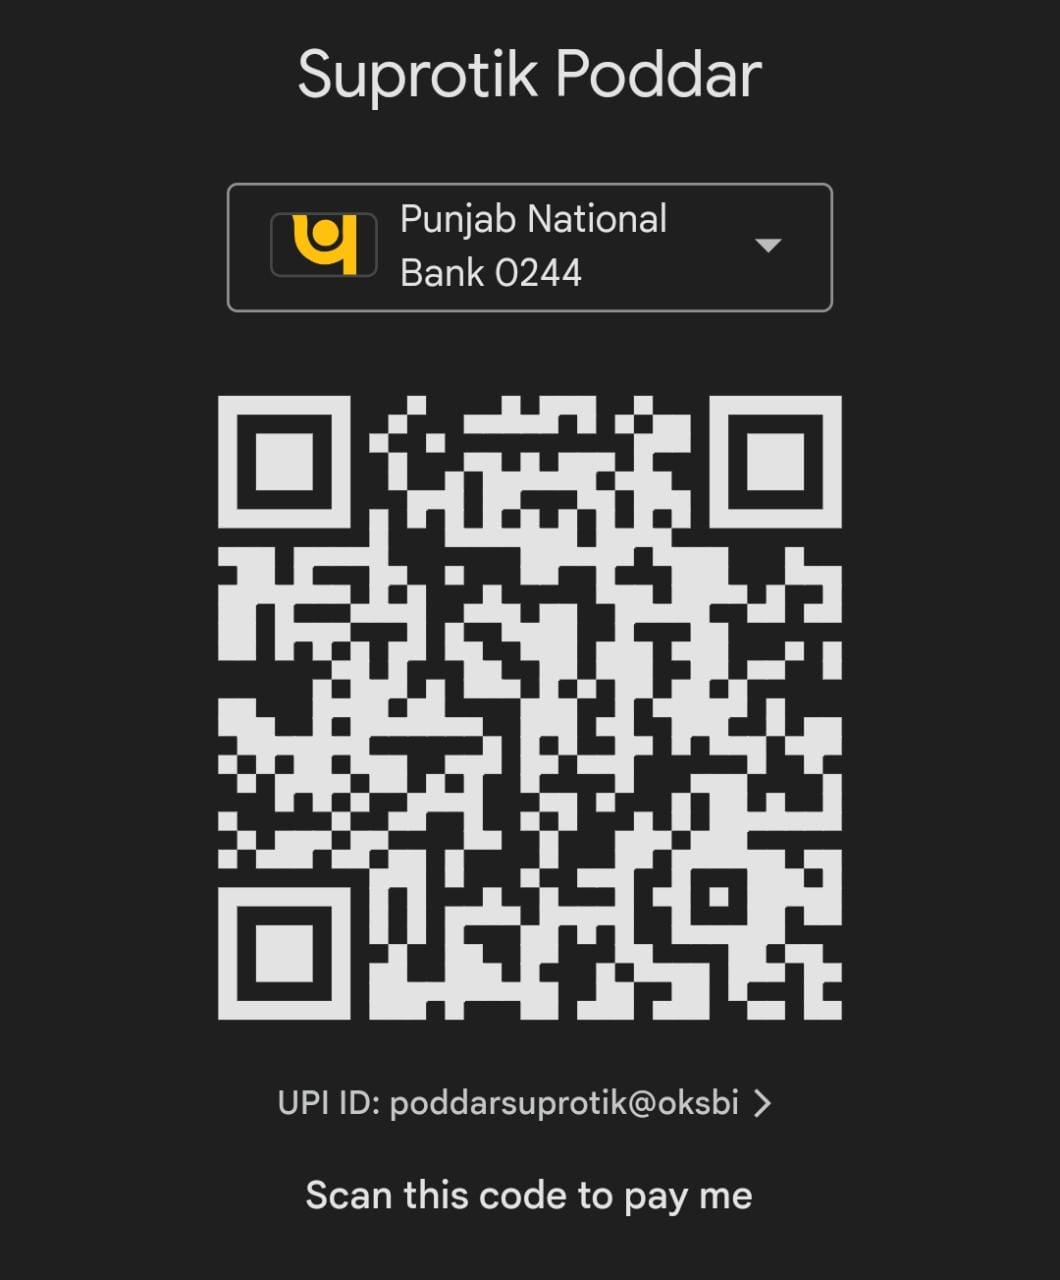 Suprotik Poddar
Punjab National
Bank 0244
UPI ID: poddarsuprotik@oksbi
Scan this code to pay me